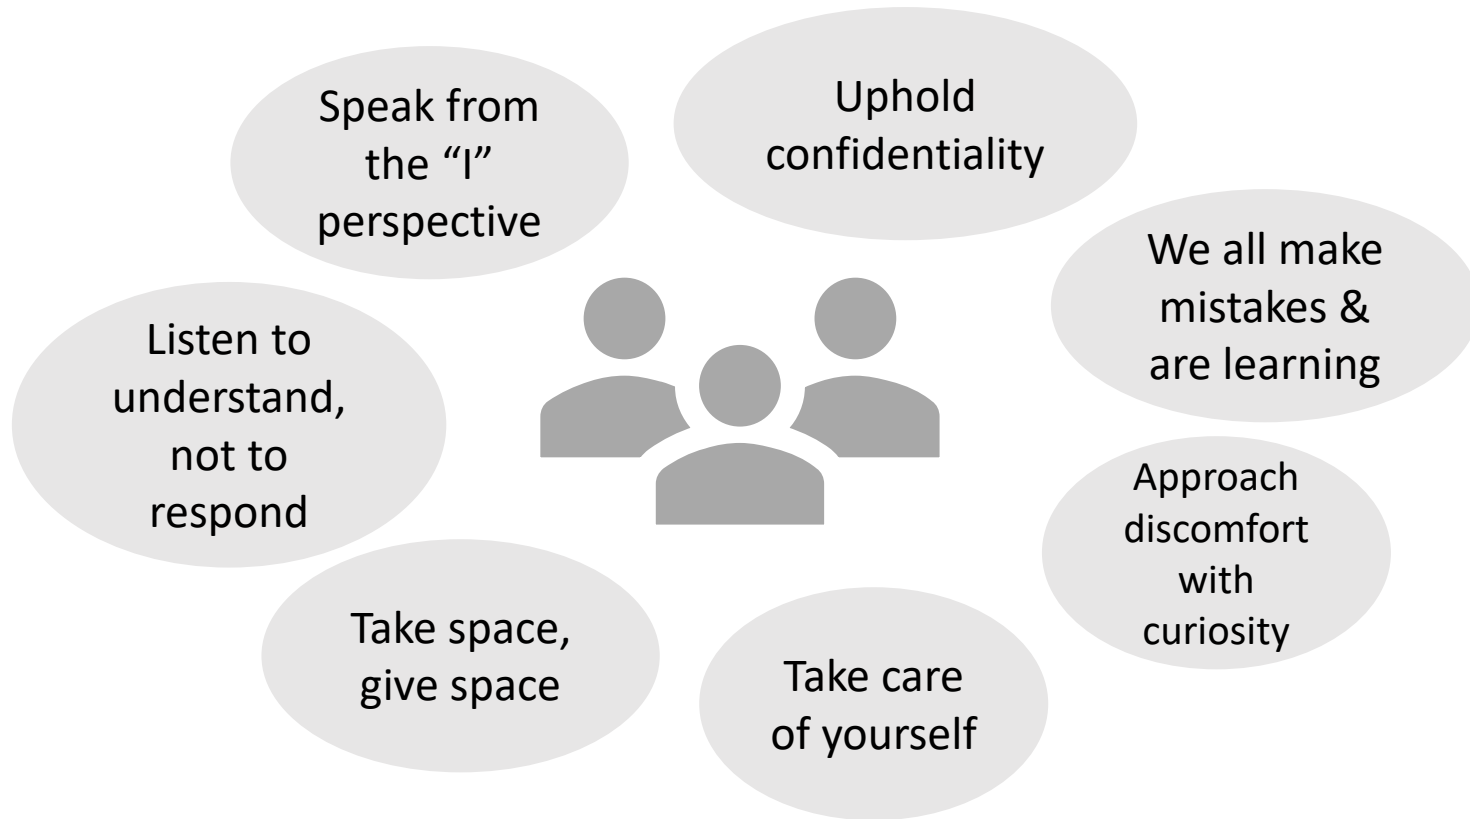 Speak from
the “I”
perspective
Uphold
confidentiality
We all make
mistakes &
are learning
Listen to
understand,
not to
respond
Approach
discomfort
with
curiosity
Take space,
give space
Take care
of yourself